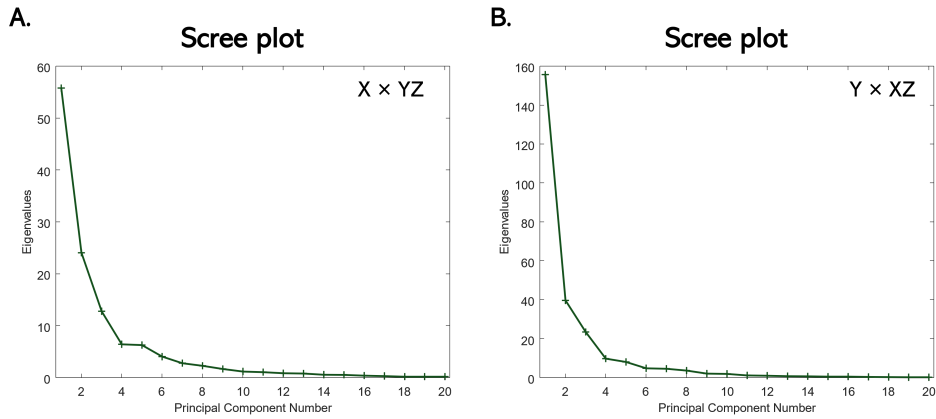 A.
Scree plot
X × YZ
60
50
40
30
20
10
0
Eigenvalues
2 4 6 8 10 12 14 16 18 20
Principal Component Number
B.
Scree plot
Y × XZ
160
140
120
100
80
60
40
20
0
Eigenvalues
2 4 6 8 10 12 14 16 18 20
Principal Component Number